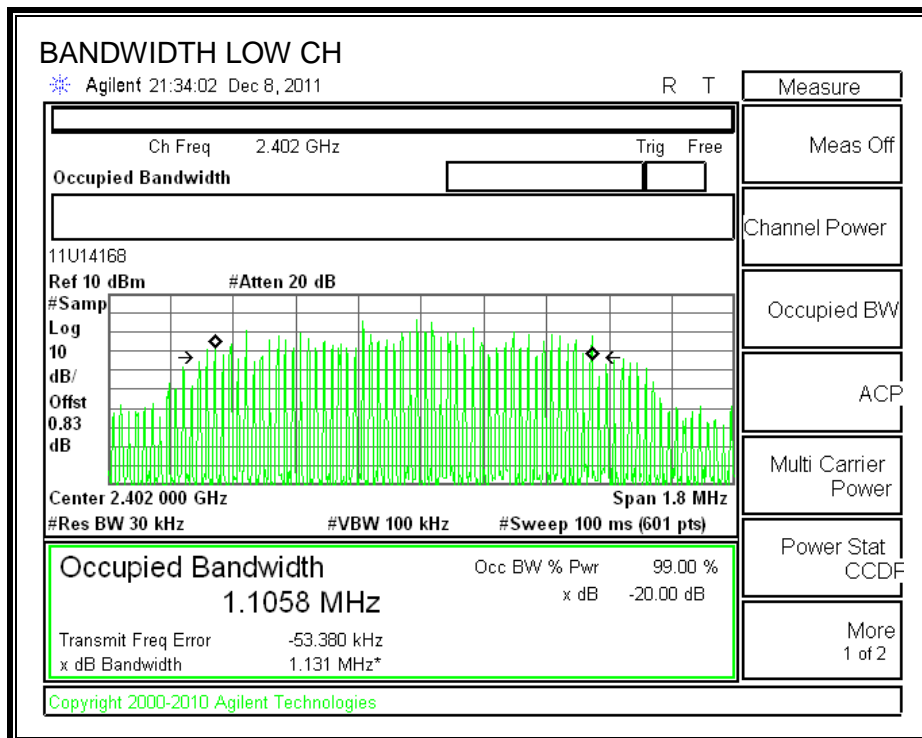 BANDWIDTH LOW CH
Agilent 21:34:02 Dec 8, 2011 R T
Measure
Ch Freq 2.402 GHz Trig Free
Meas Off
Occupied Bandwidth
Channel Power
11U14168
Ref 10 dBm #Atten 20 dB
#Samp
Log
10
dB/
Offst
0.83
dB
Occupied BW
ACP
Multi Carrier
Power
Center 2.402 000 GHz Span 1.8 MHz
#Res BW 30 kHz #VBW 100 kHz #Sweep 100 ms (601 pts)
Power Stat
CCDF
Occupied Bandwidth Occ BW % Pwr 99.00 %
1.1058 MHz x dB -20.00 dB
Transmit Freq Error -53.380 kHz
x dB Bandwidth 1.131 MHz*
More
1 of 2
Copyright 2000-2010 Agilent Technologies